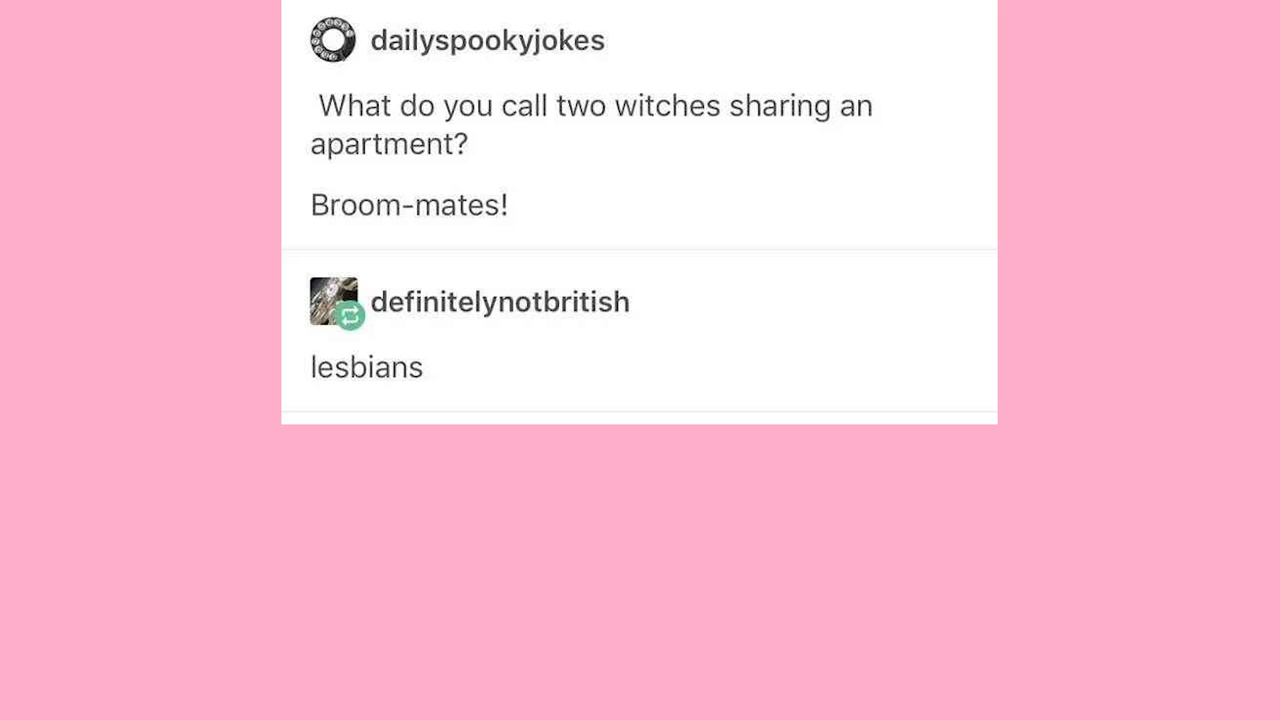 dailyspookyjokes
What do you call two witches sharing an
apartment?
Broom-mates!
definitelynotbritish
lesbians